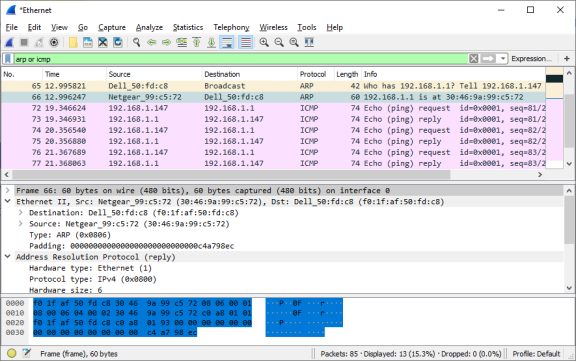 *Ethernet
File Edit View Go Capture Analyze Statistics Telephony Wireless Tools Help
arp or icmp Expression… +
No. Time Source Destination Protocol Length Info
65 12.995821 Dell_50:fd:c8 Broadcast ARP 42 Who has 192.168.1.1? Tell 192.168.1.147
66 12.996247 Netgear_99:c5:72 Dell_50:fd:c8 ARP 60 192.168.1.1 is at 30:46:9a:99:c5:72
72 19.346624 192.168.1.147 192.168.1.1 ICMP 74 Echo (ping) request id=0x0001, seq=81/2
73 19.346931 192.168.1.1 192.168.1.147 ICMP 74 Echo (ping) reply id=0x0001, seq=81/2
74 20.356540 192.168.1.147 192.168.1.1 ICMP 74 Echo (ping) request id=0x0001, seq=82/2
75 20.356880 192.168.1.1 192.168.1.147 ICMP 74 Echo (ping) reply id=0x0001, seq=82/2
76 21.367689 192.168.1.147 192.168.1.1 ICMP 74 Echo (ping) request id=0x0001, seq=83/2
77 21.368063 192.168.1.1 192.168.1.147 ICMP 74 Echo (ping) reply id=0x0001, seq=83/2
Frame 66: 60 bytes on wire (480 bits), 60 bytes captured (480 bits) on interface 0
Ethernet II, Src: Netgear_99:c5:72 (30:46:9a:99:c5:72), Dst: Dell_50:fd:c8 (f0:1f:af:50:fd:c8)
Destination: Dell_50:fd:c8 (f0:1f:af:50:fd:c8)
Source: Netgear_99:c5:72 (30:46:9a:99:c5:72)
Type: ARP (0x0806)
Padding: 0000000000000000000000000000c4a798ec
Address Resolution Protocol (reply)
Hardware type: Ethernet (1)
Protocol type: IPv4 (0x0800)
Hardware size: 6
0000 f0 1f af 50 fd c8 30 46 9a 99 c5 72 08 06 00 01 ···P··0F ···r····
0010 08 00 06 04 00 02 30 46 9a 99 c5 72 c0 a8 01 01 ······0F ···r····
0020 f0 1f af 50 fd c8 c0 a8 01 93 00 00 00 00 00 00 ···P···· ········
0030 00 00 00 00 00 00 00 00 c4 a7 98 ec ········ ····
Frame (frame), 60 bytes Packets: 85 · Displayed: 13 (15.3%) · Dropped: 0 (0.0%) Profile: Default